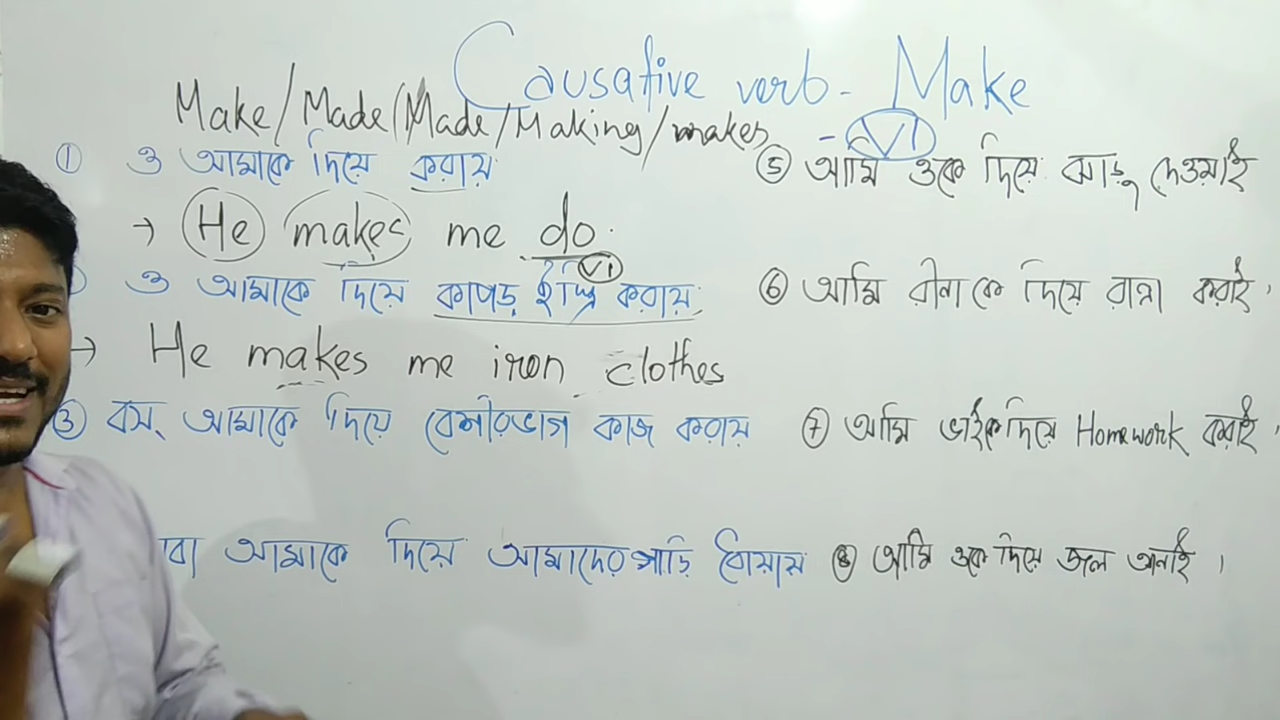 Causative verb - Make
Make/Made/Made/Making/makes - V1
① ও আমাকে দিয়ে করায়
→ He makes me do.
V1
ও আমাকে দিয়ে কাপড় ইস্ত্রি করায়
→ He makes me iron clothes
③ বস্ আমাকে দিয়ে বেশীরভাগ কাজ করায়
বা আমাকে দিয়ে আমাদের গাড়ি ধোয়ায়
⑤ আমি ওকে দিয়ে ঝাড়ু দেওয়াই
⑥ আমি রীনাকে দিয়ে রান্না করাই।
⑦ আমি ভাইকে দিয়ে Homework করাই।
⑧ আমি ওকে দিয়ে জল আনাই।